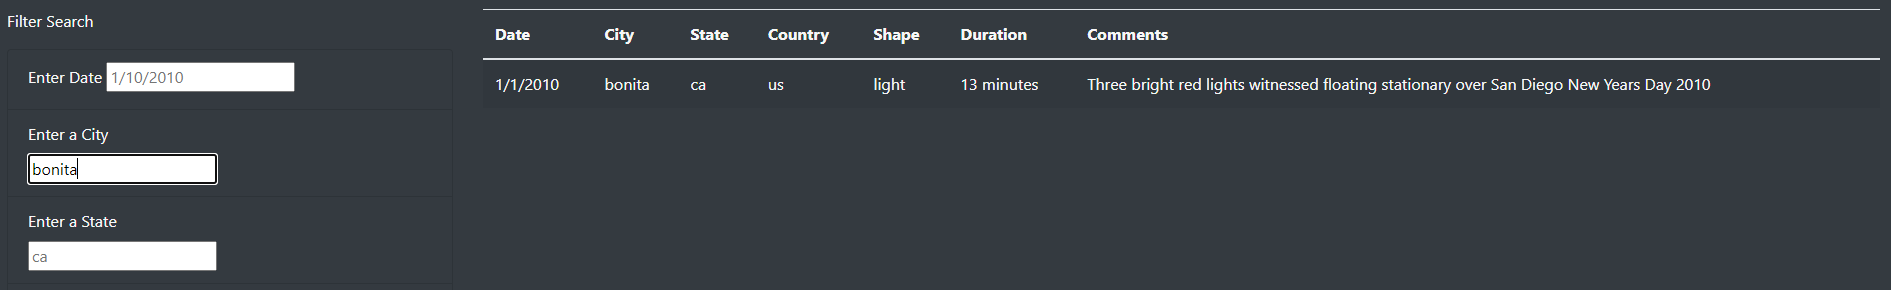 Filter Search
Enter Date 1/10/2010
Enter a City
bonita
Enter a State
ca
Date City State Country Shape Duration Comments
1/1/2010 bonita ca us light 13 minutes Three bright red lights witnessed floating stationary over San Diego New Years Day 2010